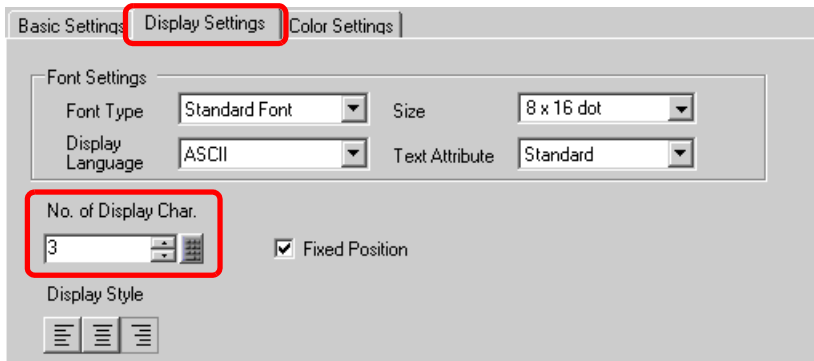 Basic Settings Display Settings Color Settings
Font Settings
Font Type Standard Font Size 8 x 16 dot
Display Language ASCII Text Attribute Standard
No. of Display Char.
3 Fixed Position
Display Style